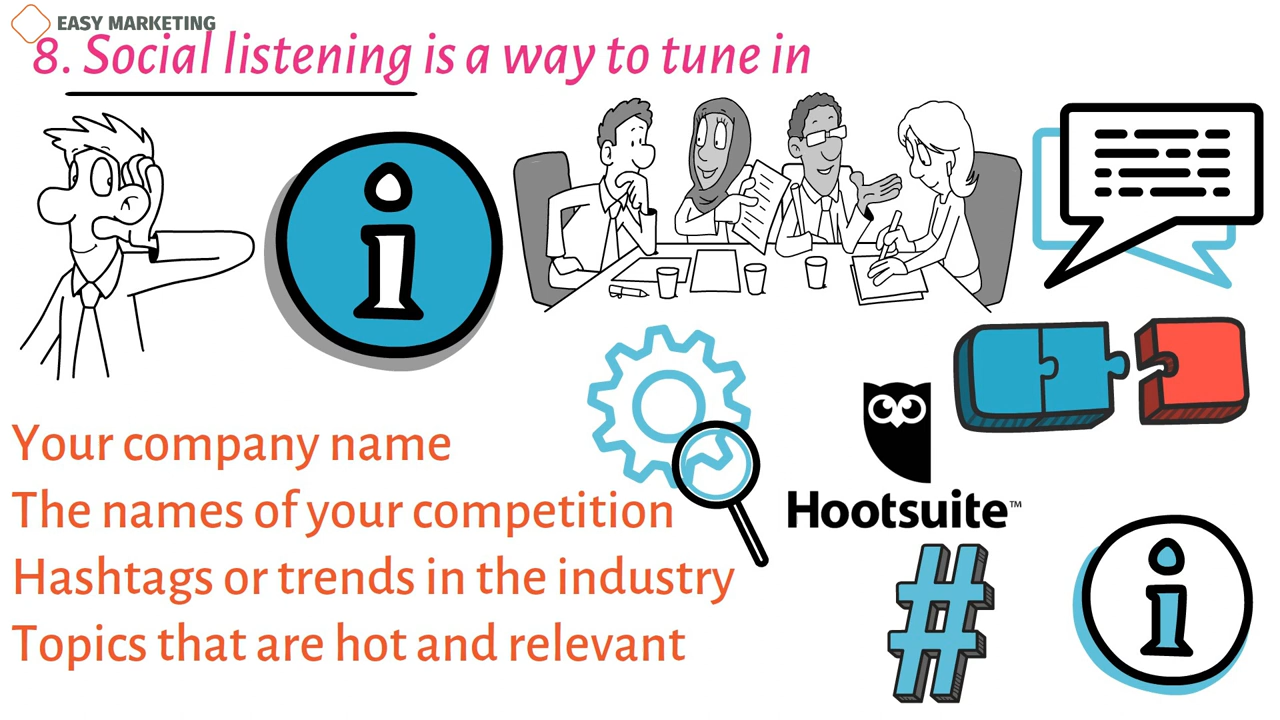 EASY MARKETING
8. Social listening is a way to tune in
Your company name
The names of your competition
Hashtags or trends in the industry
Topics that are hot and relevant
Hootsuite™
#
i
i